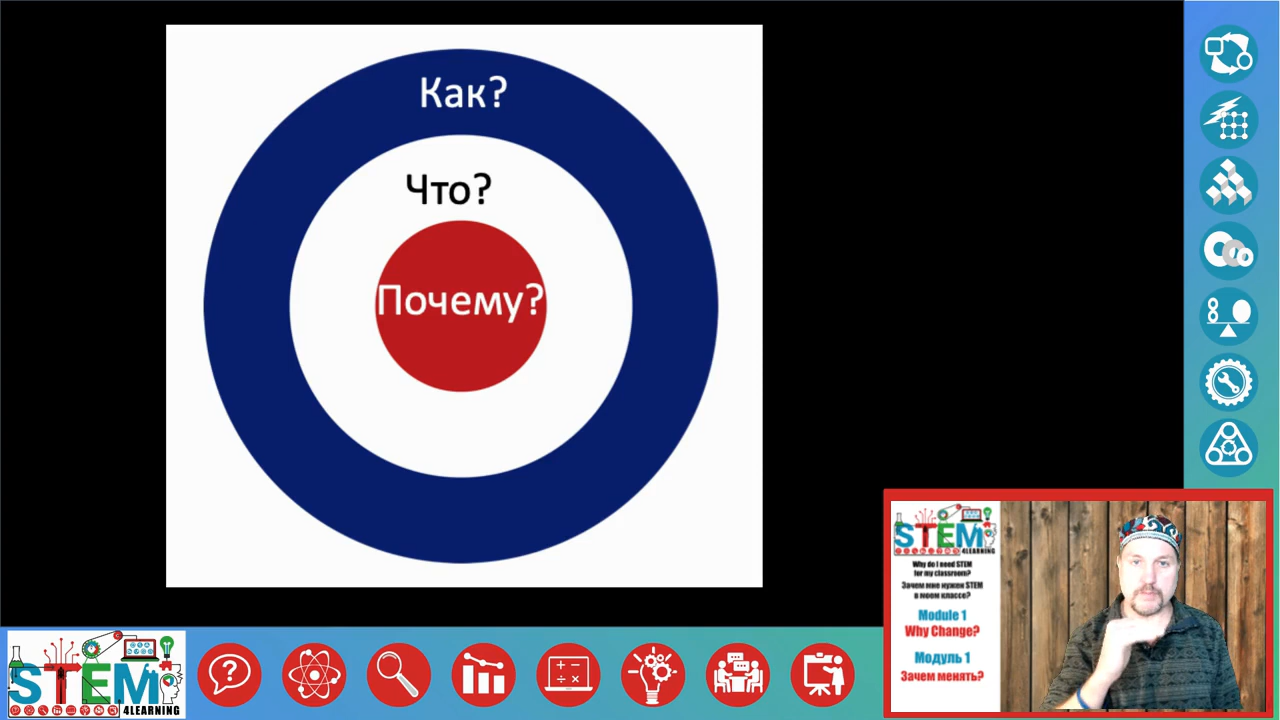 Как?
Что?
Почему?
STEM
4LEARNING
STEM
4LEARNING
Why do I need STEM
for my classroom?
Зачем мне нужен STEM
в моем классе?
Module 1
Why Change?
Модуль 1
Зачем менять?